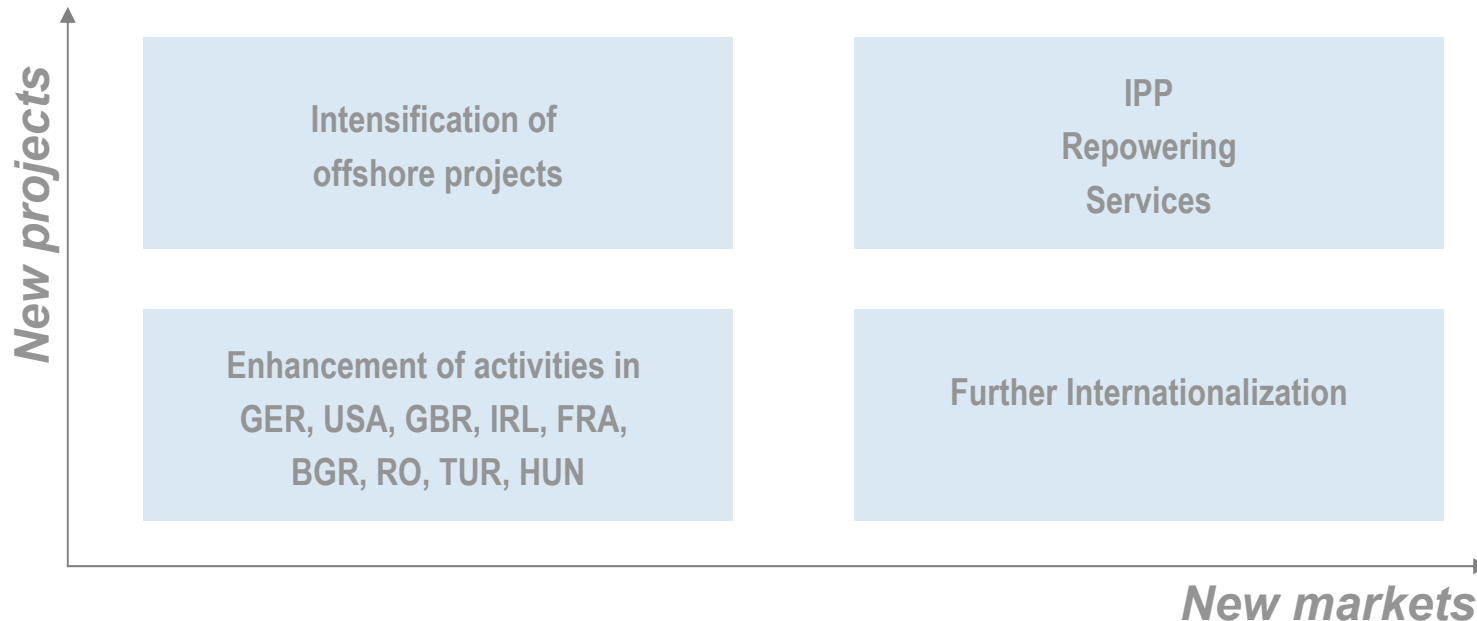 New projects
Intensification of
offshore projects
IPP
Repowering
Services
Enhancement of activities in
GER, USA, GBR, IRL, FRA,
BGR, RO, TUR, HUN
Further Internationalization
New markets